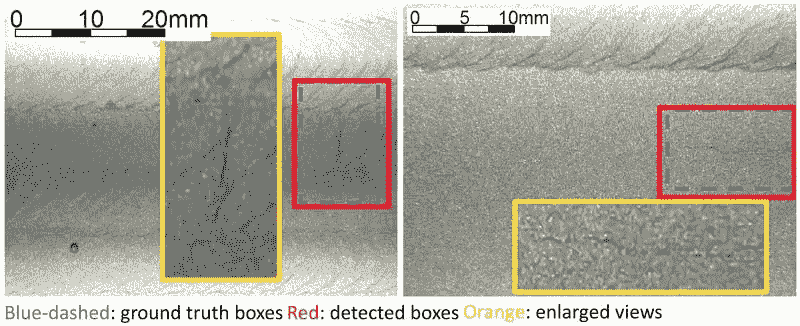 0 10 20mm
0 5 10mm
Blue-dashed: ground truth boxes Red: detected boxes Orange: enlarged views